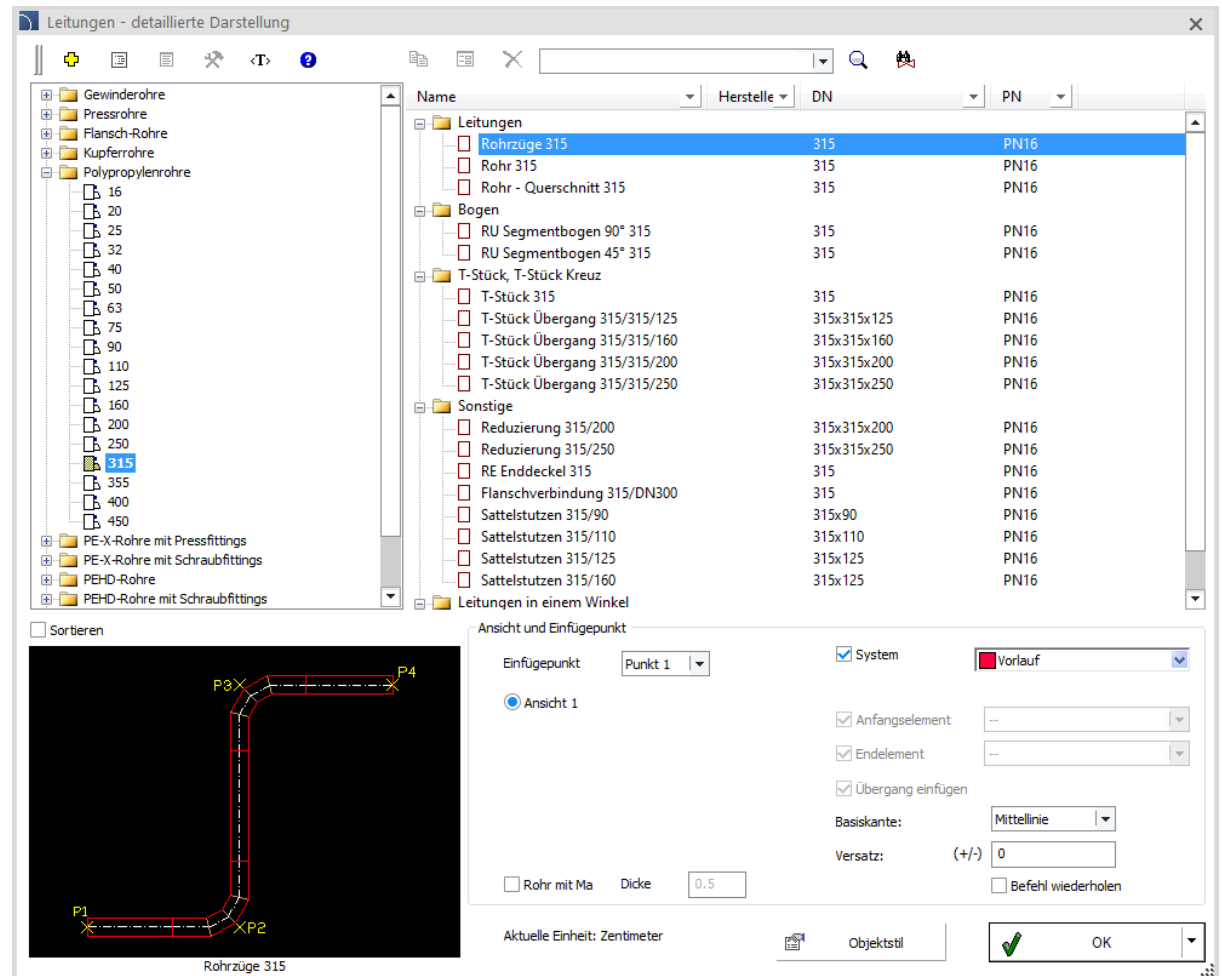 Leitungen - detaillierte Darstellung
<T>
Gewinderohre
Pressrohre
Flansch-Rohre
Kupferrohre
Polypropylenrohre
16
20
25
32
40
50
63
75
90
110
125
160
200
250
315
355
400
450
PE-X-Rohre mit Pressfittings
PE-X-Rohre mit Schraubfittings
PEHD-Rohre
PEHD-Rohre mit Schraubfittings
Name Herstelle DN PN
Leitungen
Rohrzüge 315 315 PN16
Rohr 315 315 PN16
Rohr - Querschnitt 315 315 PN16
Bogen
RU Segmentbogen 90° 315 315 PN16
RU Segmentbogen 45° 315 315 PN16
T-Stück, T-Stück Kreuz
T-Stück 315 315 PN16
T-Stück Übergang 315/315/125 315x315x125 PN16
T-Stück Übergang 315/315/160 315x315x160 PN16
T-Stück Übergang 315/315/200 315x315x200 PN16
T-Stück Übergang 315/315/250 315x315x250 PN16
Sonstige
Reduzierung 315/200 315x315x200 PN16
Reduzierung 315/250 315x315x250 PN16
RE Enddeckel 315 315 PN16
Flanschverbindung 315/DN300 315 PN16
Sattelstutzen 315/90 315x90 PN16
Sattelstutzen 315/110 315x110 PN16
Sattelstutzen 315/125 315x125 PN16
Sattelstutzen 315/160 315x125 PN16
Leitungen in einem Winkel
Sortieren
P3
P4
P1
P2
Rohrzüge 315
Ansicht und Einfügepunkt
Einfügepunkt Punkt 1
Ansicht 1
System Vorlauf
Anfangselement --
Endelement --
Übergang einfügen
Basiskante: Mittellinie
Versatz: (+/-) 0
Rohr mit Ma Dicke 0.5
Befehl wiederholen
Aktuelle Einheit: Zentimeter
Objektstil
OK